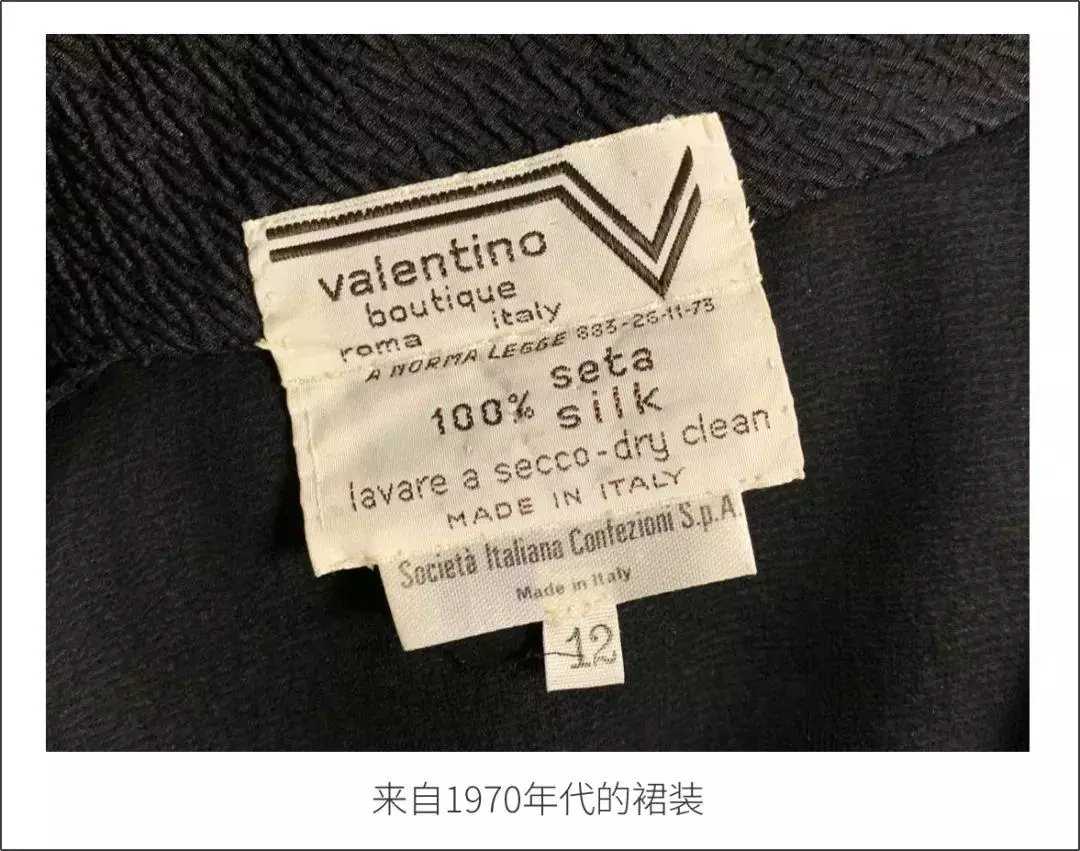 valentino
boutique
roma italy
A NORMA LEGGE 883-26-11-73
100% seta
silk
lavare a secco-dry clean
MADE IN ITALY
Società Italiana Confezioni S.p.A.
Made in Italy
12
来自1970年代的裙装